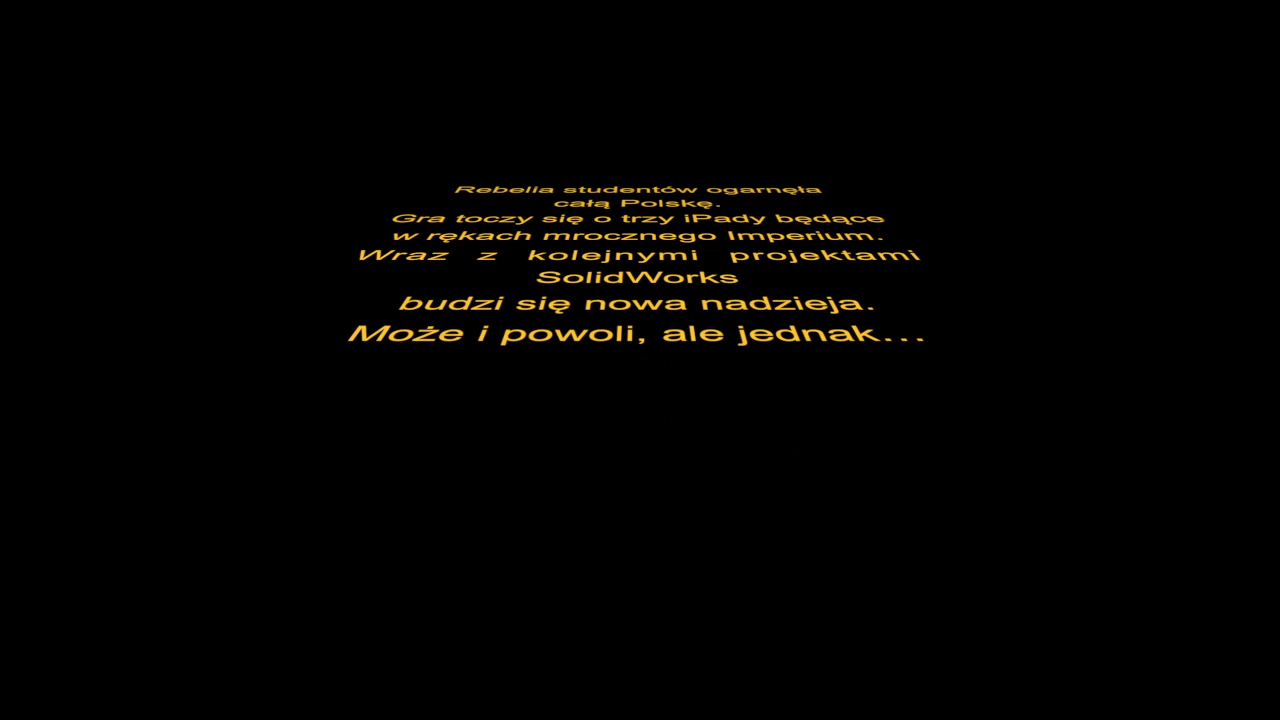 Rebelia studentów ogarnęła
całą Polskę.
Gra toczy się o trzy iPady będące
w rękach mrocznego Imperium.
Wraz z kolejnymi projektami
SolidWorks
budzi się nowa nadzieja.
Może i powoli, ale jednak...